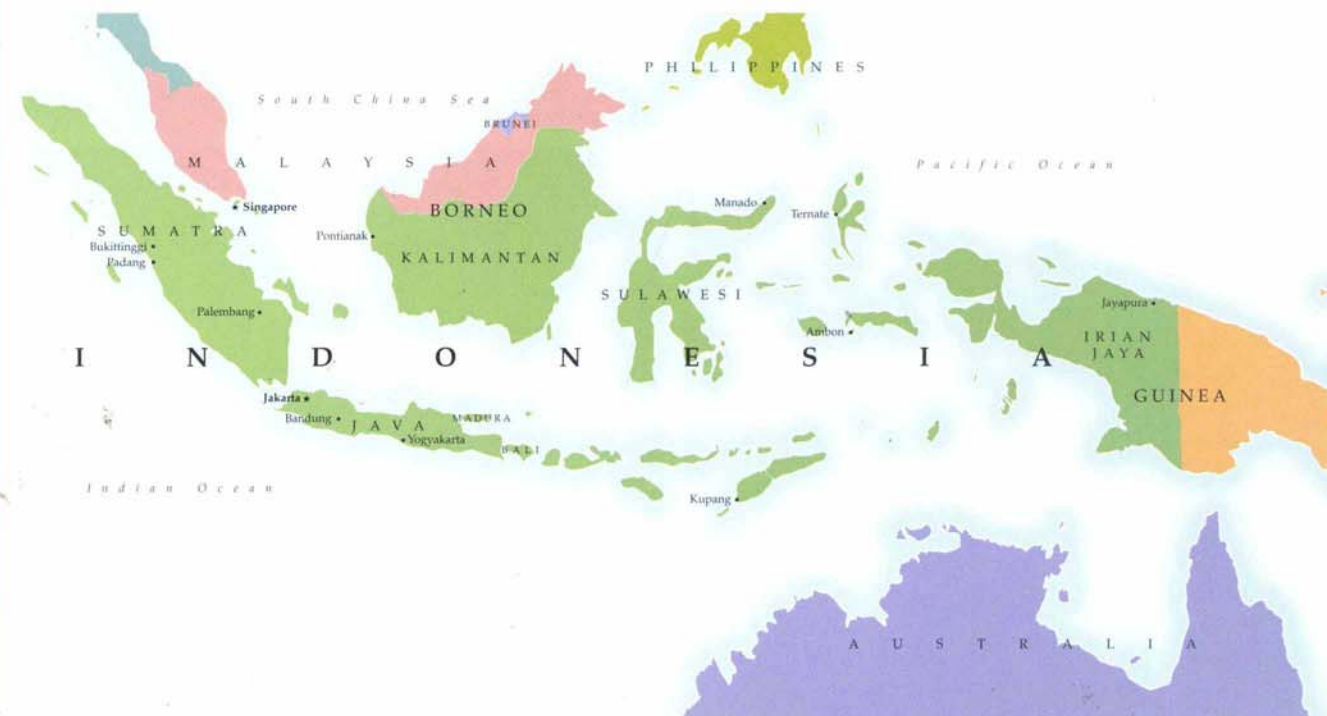 PHILIPPINES
South China Sea
BRUNEI
MALAYSIA
Pacific Ocean
Singapore
BORNEO
Manado
Ternate
SUMATRA
Bukittinggi
Padang
Pontianak
KALIMANTAN
SULAWESI
Palembang
Ambon
Jayapura
IRIAN
JAYA
INDONESIA
GUINEA
Jakarta
Bandung
JAVA
MADURA
Yogyakarta
BALI
Indian Ocean
Kupang
AUSTRALIA